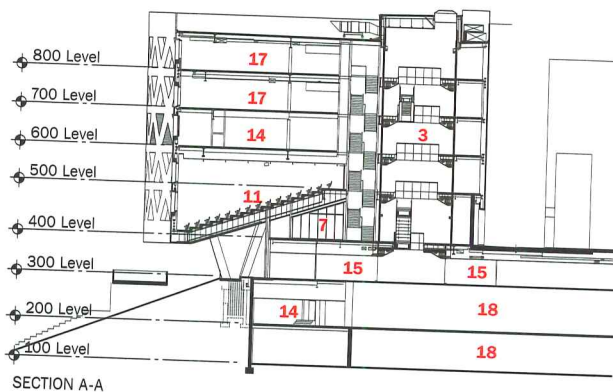 800 Level
17
700 Level
17
600 Level
14
3
500 Level
11
400 Level
7
300 Level
15
15
200 Level
14
18
100 Level
18
SECTION A-A